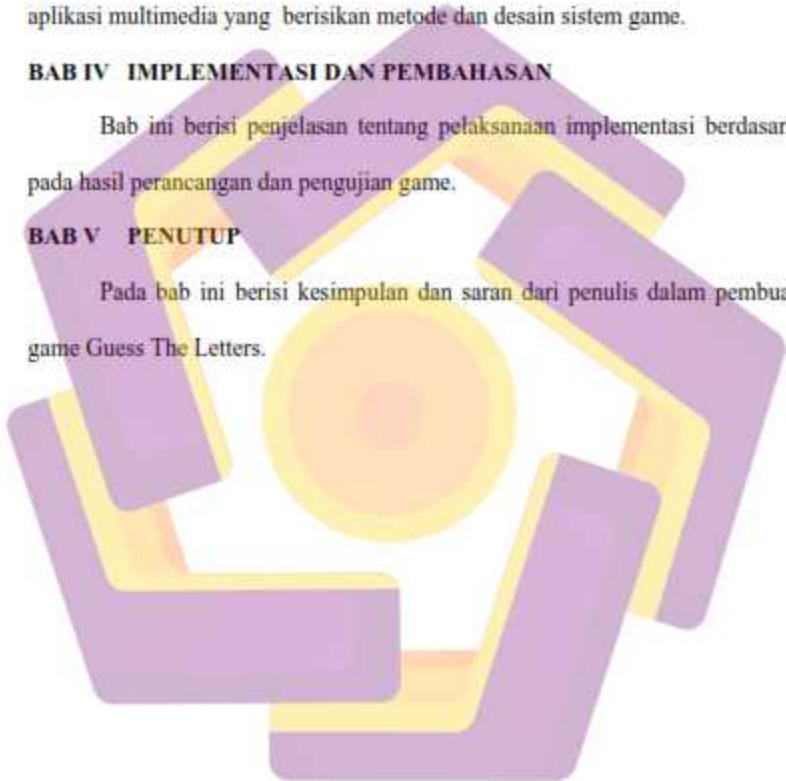 aplikasi multimedia yang berisikan metode dan desain sistem game.
BAB IV IMPLEMENTASI DAN PEMBAHASAN
Bab ini berisi penjelasan tentang pelaksanaan implementasi berdasar
pada hasil perancangan dan pengujian game.
BAB V PENUTUP
Pada bab ini berisi kesimpulan dan saran dari penulis dalam pembua
game Guess The Letters.